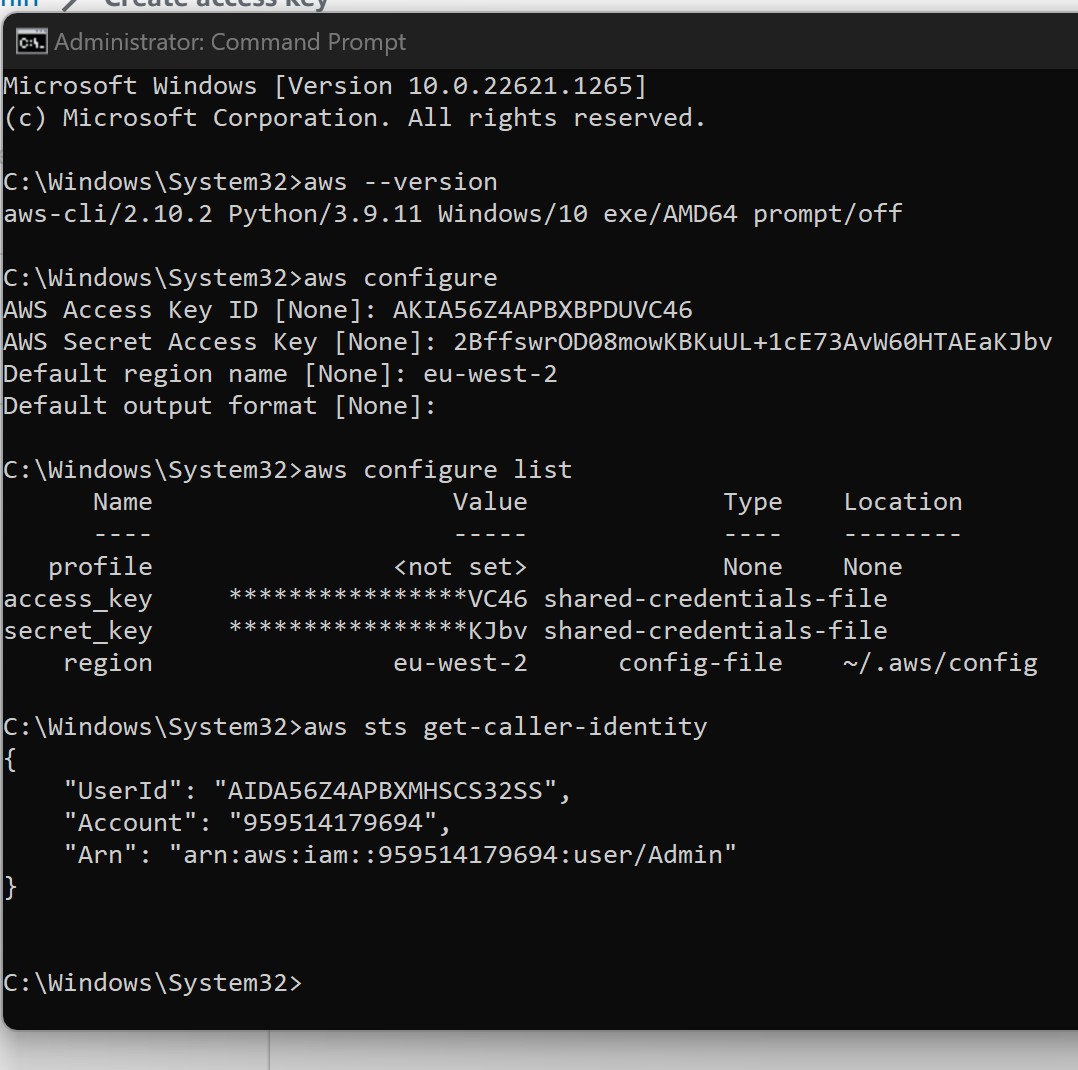 Create access key
Administrator: Command Prompt
Microsoft Windows [Version 10.0.22621.1265]
(c) Microsoft Corporation. All rights reserved.
C:\Windows\System32>aws --version
aws-cli/2.10.2 Python/3.9.11 Windows/10 exe/AMD64 prompt/off
C:\Windows\System32>aws configure
AWS Access Key ID [None]: AKIA56Z4APBXBPDUVC46
AWS Secret Access Key [None]: 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
Default region name [None]: eu-west-2
Default output format [None]:
C:\Windows\System32>aws configure list
Name Value Type Location
---- ----- ---- --------
profile <not set> None None
access_key ****************VC46 shared-credentials-file
secret_key ****************KJbv shared-credentials-file
region eu-west-2 config-file ~/.aws/config
C:\Windows\System32>aws sts get-caller-identity
{
"UserId": "AIDA56Z4APBXMHSCS32SS",
"Account": "959514179694",
"Arn": "arn:aws:iam::959514179694:user/Admin"
}
C:\Windows\System32>